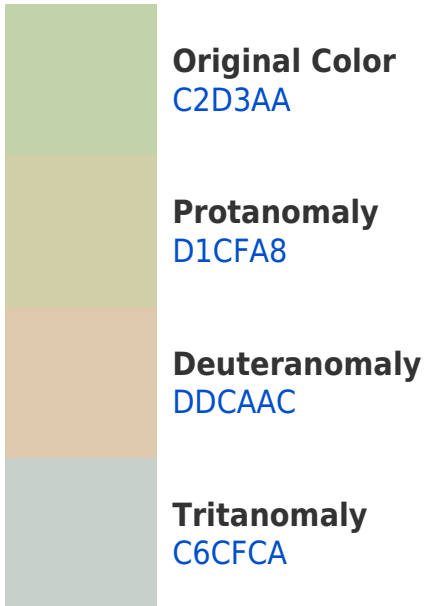 Original Color
C2D3AA
Protanomaly
D1CFA8
Deuteranomaly
DDCAAC
Tritanomaly
C6CFCA